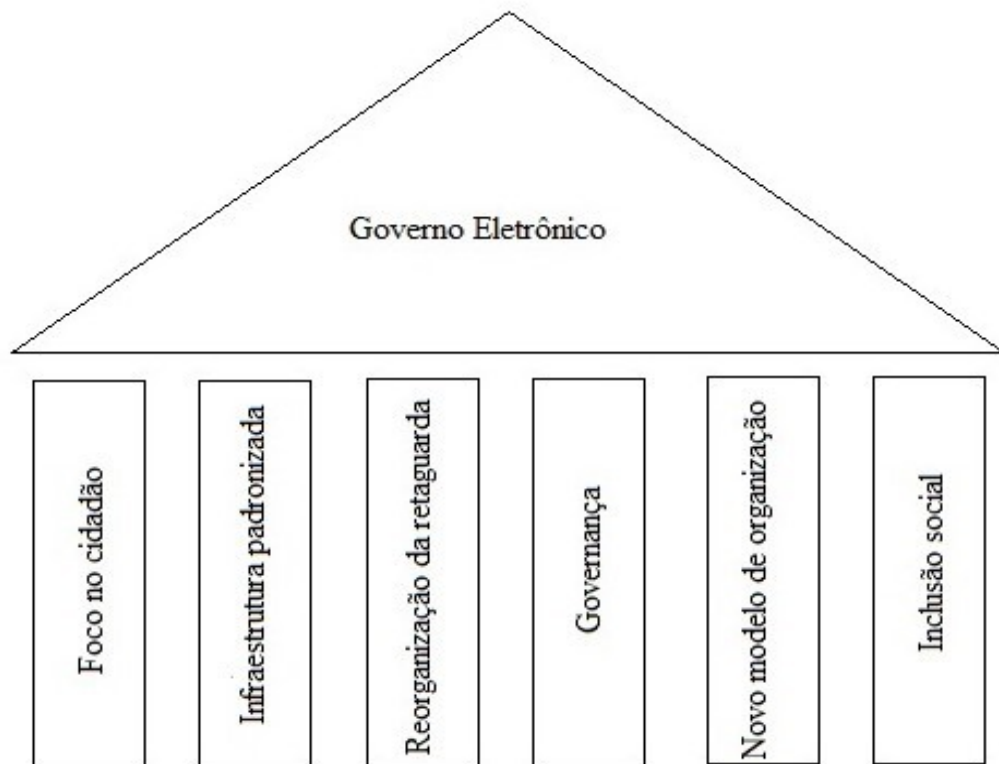 Governo Eletrônico
Foco no cidadão
Infraestrutura padronizada
Reorganização da retaguarda
Governança
Novo modelo de organização
Inclusão social